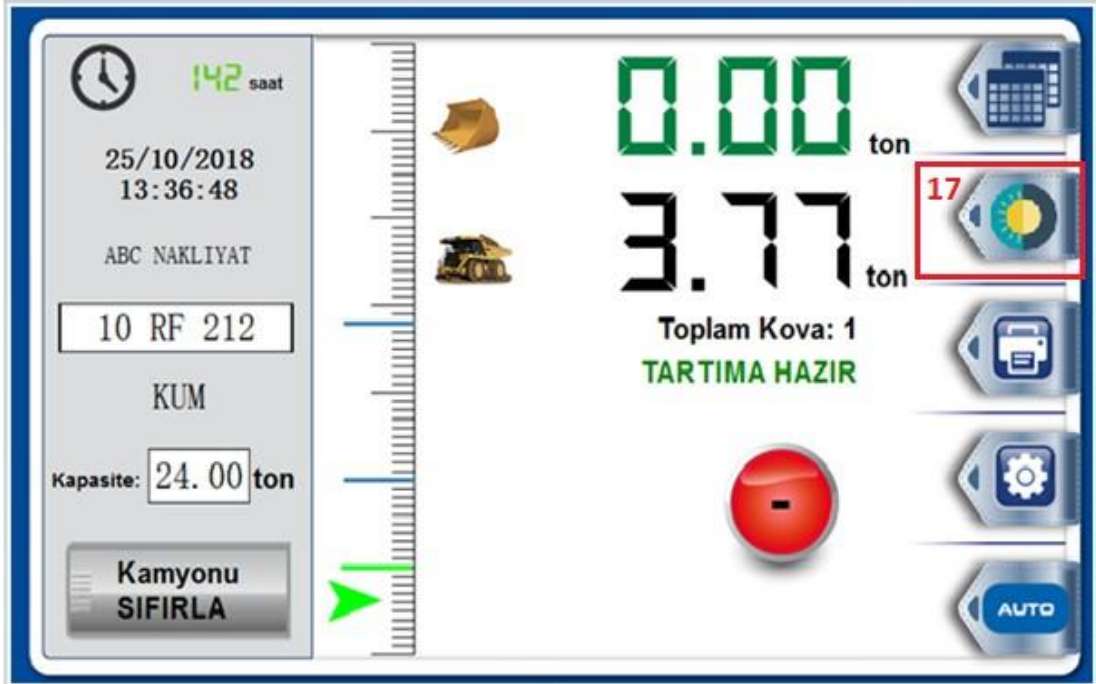 142 saat
25/10/2018
13:36:48
ABC NAKLIYAT
10 RF 212
KUM
Kapasite: 24.00 ton
Kamyonu
SIFIRLA
0.00 ton
3.77 ton
Toplam Kova: 1
TARTIMA HAZIR
-
17
AUTO